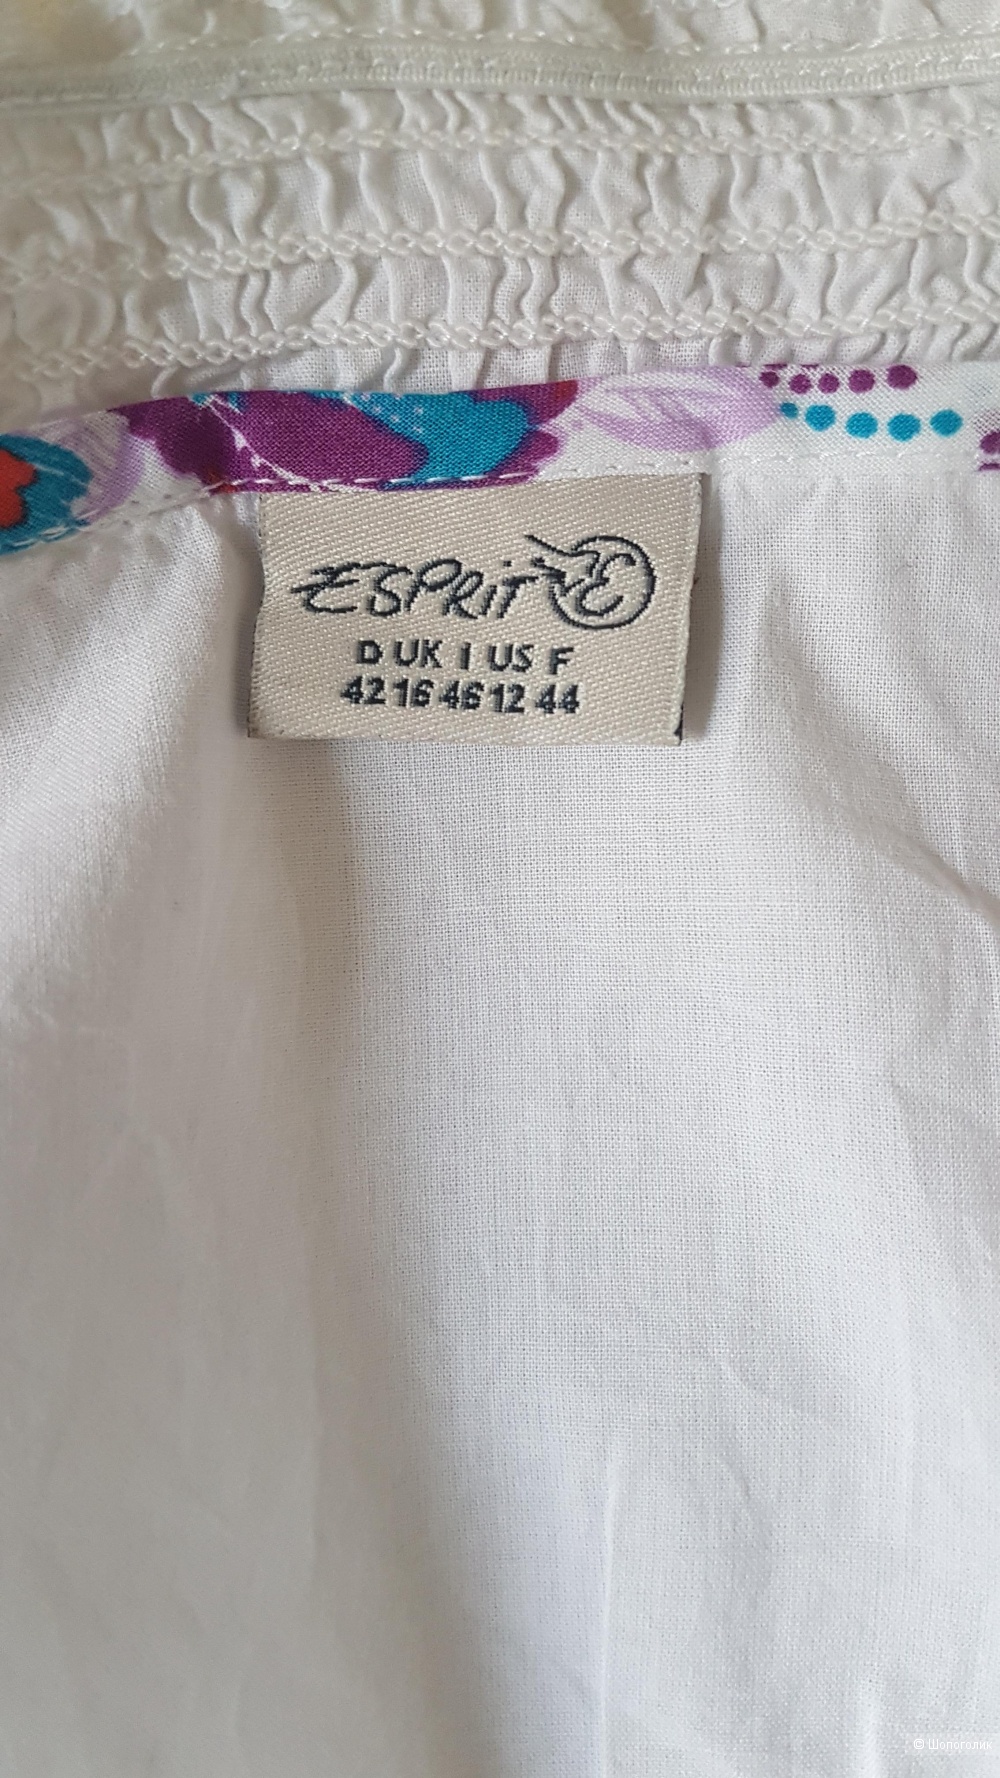 ESPRIT E
D UK I US F
42 16 46 12 44
© Шопоголик